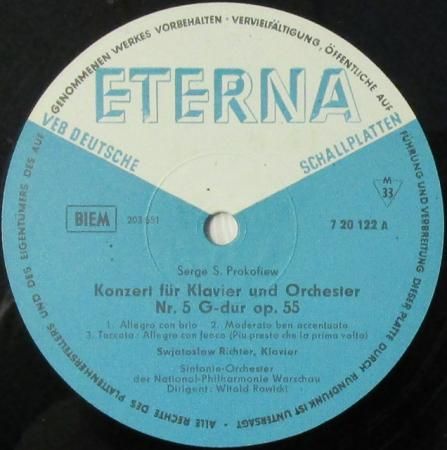 ETERNA
VEB DEUTSCHE SCHALLPLATTEN
BIEM
203 651
M
33
7 20 122 A
Serge S. Prokofiew
Konzert für Klavier und Orchester
Nr. 5 G-dur op. 55
1. Allegro con brio 2. Moderato ben accentuato
3. Toccata: Allegro con fuoco (Piu presto che la prima volta)
Swjatoslaw Richter, Klavier
Sinfonie-Orchester
der National-Philharmonie Warschau
Dirigent: Witold Rowicki
ALLE RECHTE DES PLATTENHERSTELLERS UND DES EIGENTÜMERS DES AUFGENOMMENEN WERKES VORBEHALTEN · VERVIELFÄLTIGUNG, ÖFFENTLICHE AUFFÜHRUNG UND VERBREITUNG DIESER PLATTE DURCH RUNDFUNK IST UNTERSAGT ·